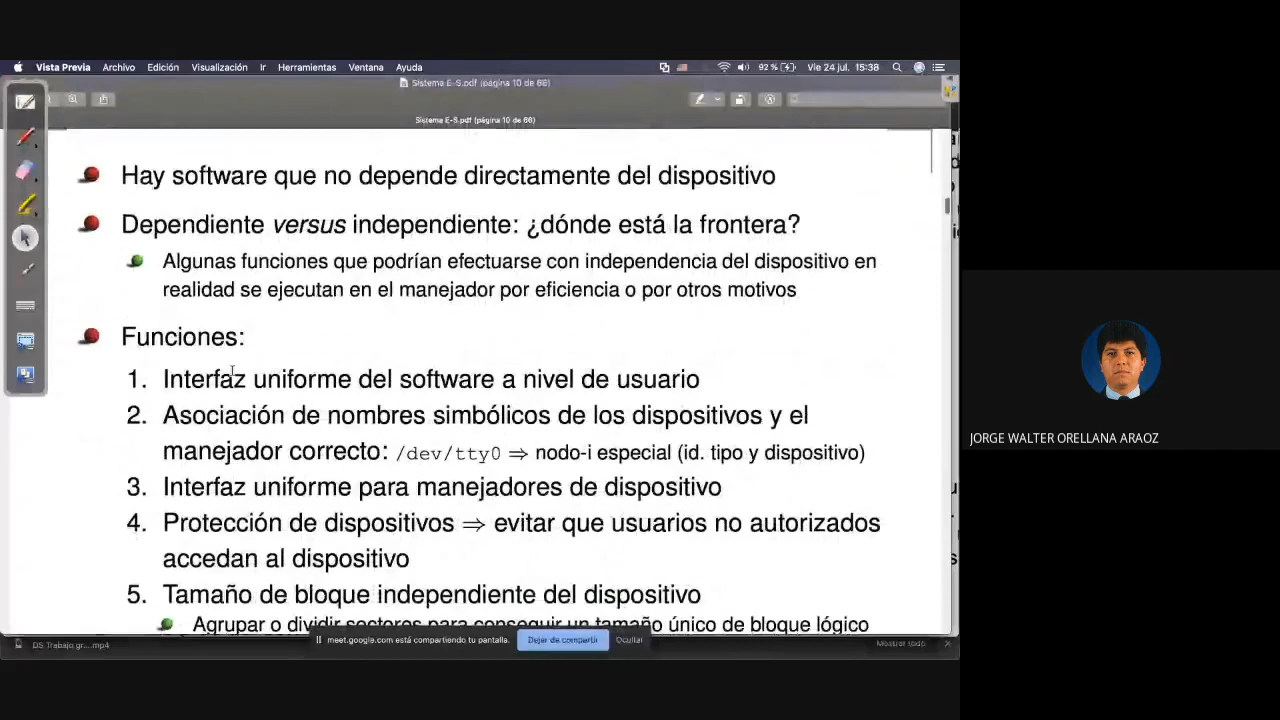 Vista Previa Archivo Edición Visualización Ir Herramientas Ventana Ayuda 92 % Vie 24 jul. 15:38
Sistema E-S.pdf (página 10 de 66)
Sistema E-S.pdf (página 10 de 66)
Hay software que no depende directamente del dispositivo
Dependiente versus independiente: ¿dónde está la frontera?
Algunas funciones que podrían efectuarse con independencia del dispositivo en
realidad se ejecutan en el manejador por eficiencia o por otros motivos
Funciones:
1. Interfaz uniforme del software a nivel de usuario
2. Asociación de nombres simbólicos de los dispositivos y el
manejador correcto: /dev/tty0 ⇒ nodo-i especial (id. tipo y dispositivo)
3. Interfaz uniforme para manejadores de dispositivo
4. Protección de dispositivos ⇒ evitar que usuarios no autorizados
accedan al dispositivo
5. Tamaño de bloque independiente del dispositivo
Agrupar o dividir sectores para conseguir un tamaño único de bloque lógico
meet.google.com está compartiendo tu pantalla. Dejar de compartir Ocultar
DS Trabajo gr....mp4 Mostrar todo
JORGE WALTER ORELLANA ARAOZ